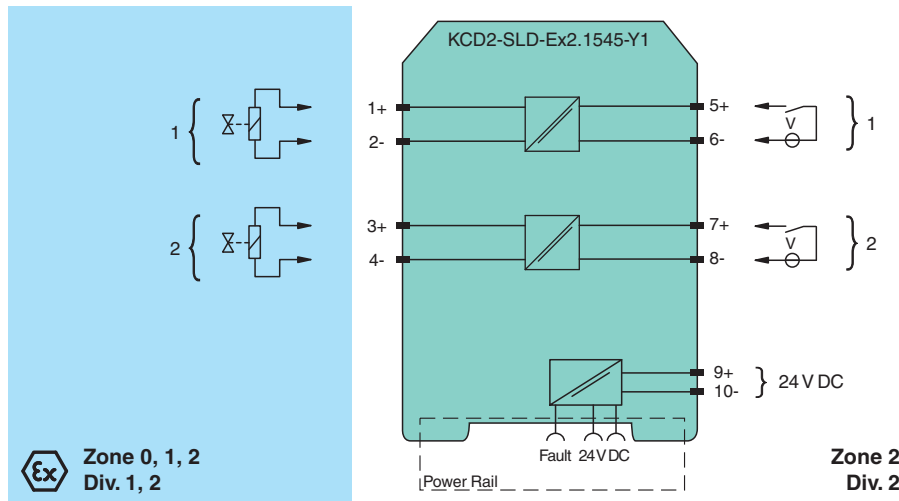 KCD2-SLD-Ex2.1545-Y1
1
1+
2-
5+
6-
V
1
2
3+
4-
7+
8-
V
2
9+
10-
24 V DC
Fault 24 V DC
Power Rail
Ex
Zone 0, 1, 2
Div. 1, 2
Zone 2
Div. 2